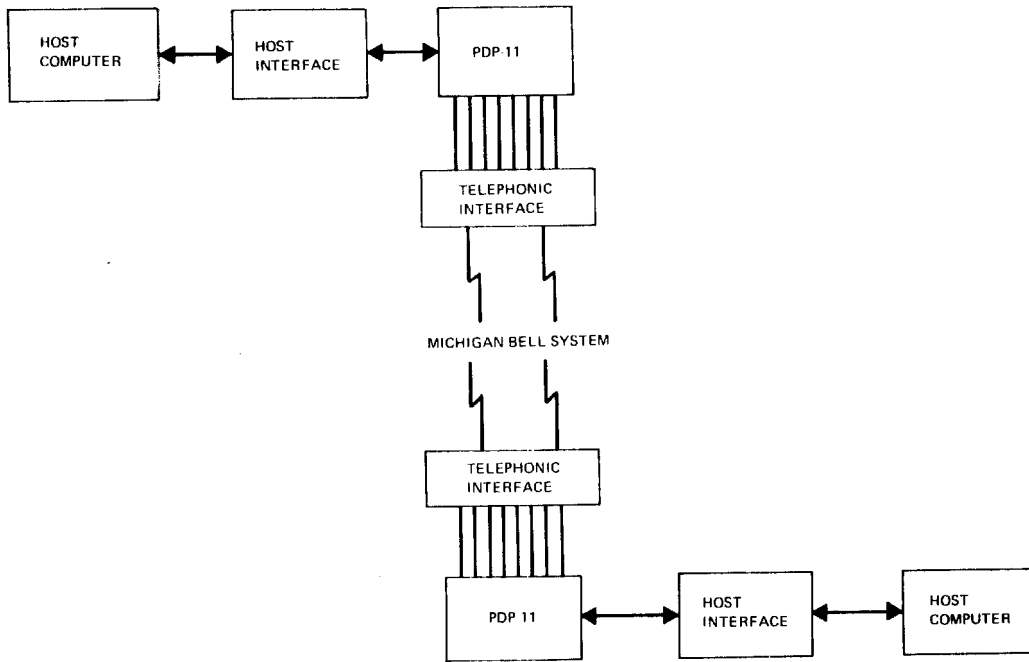 HOST
COMPUTER
HOST
INTERFACE
PDP-11
TELEPHONIC
INTERFACE
MICHIGAN BELL SYSTEM
TELEPHONIC
INTERFACE
PDP 11
HOST
INTERFACE
HOST
COMPUTER